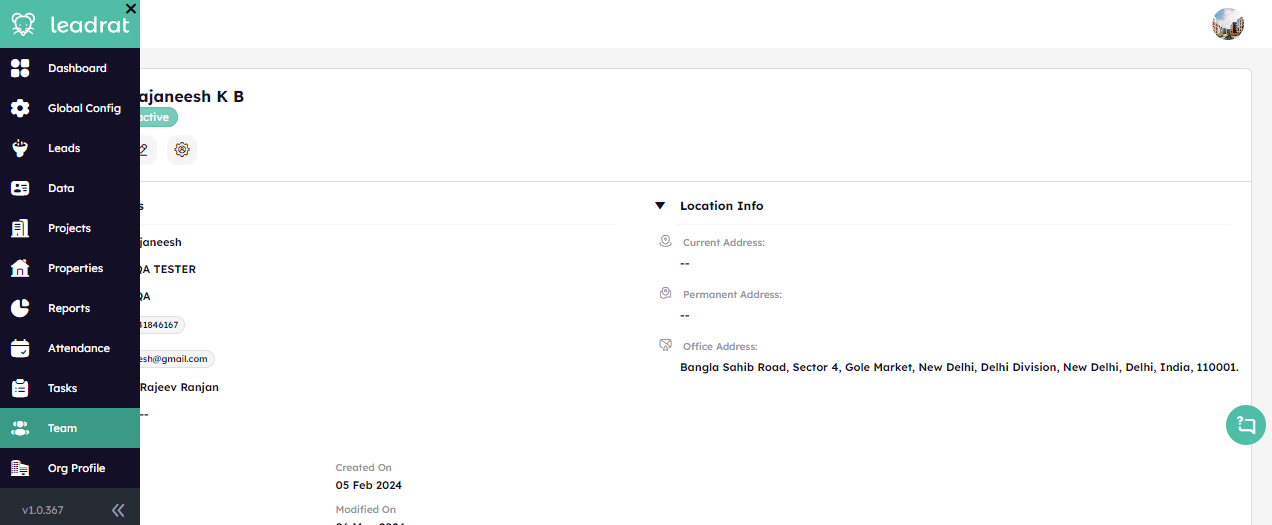 leadrat
Dashboard
Global Config
Leads
Data
Projects
Properties
Reports
Attendance
Tasks
Team
Org Profile
v1.0.367
ajaneesh K B
active
s
Location Info
janeesh
QA TESTER
QA
31846167
esh@gmail.com
Rajeev Ranjan
--
Current Address:
--
Permanent Address:
--
Office Address:
Bangla Sahib Road, Sector 4, Gole Market, New Delhi, Delhi Division, New Delhi, Delhi, India, 110001.
Created On
05 Feb 2024
Modified On